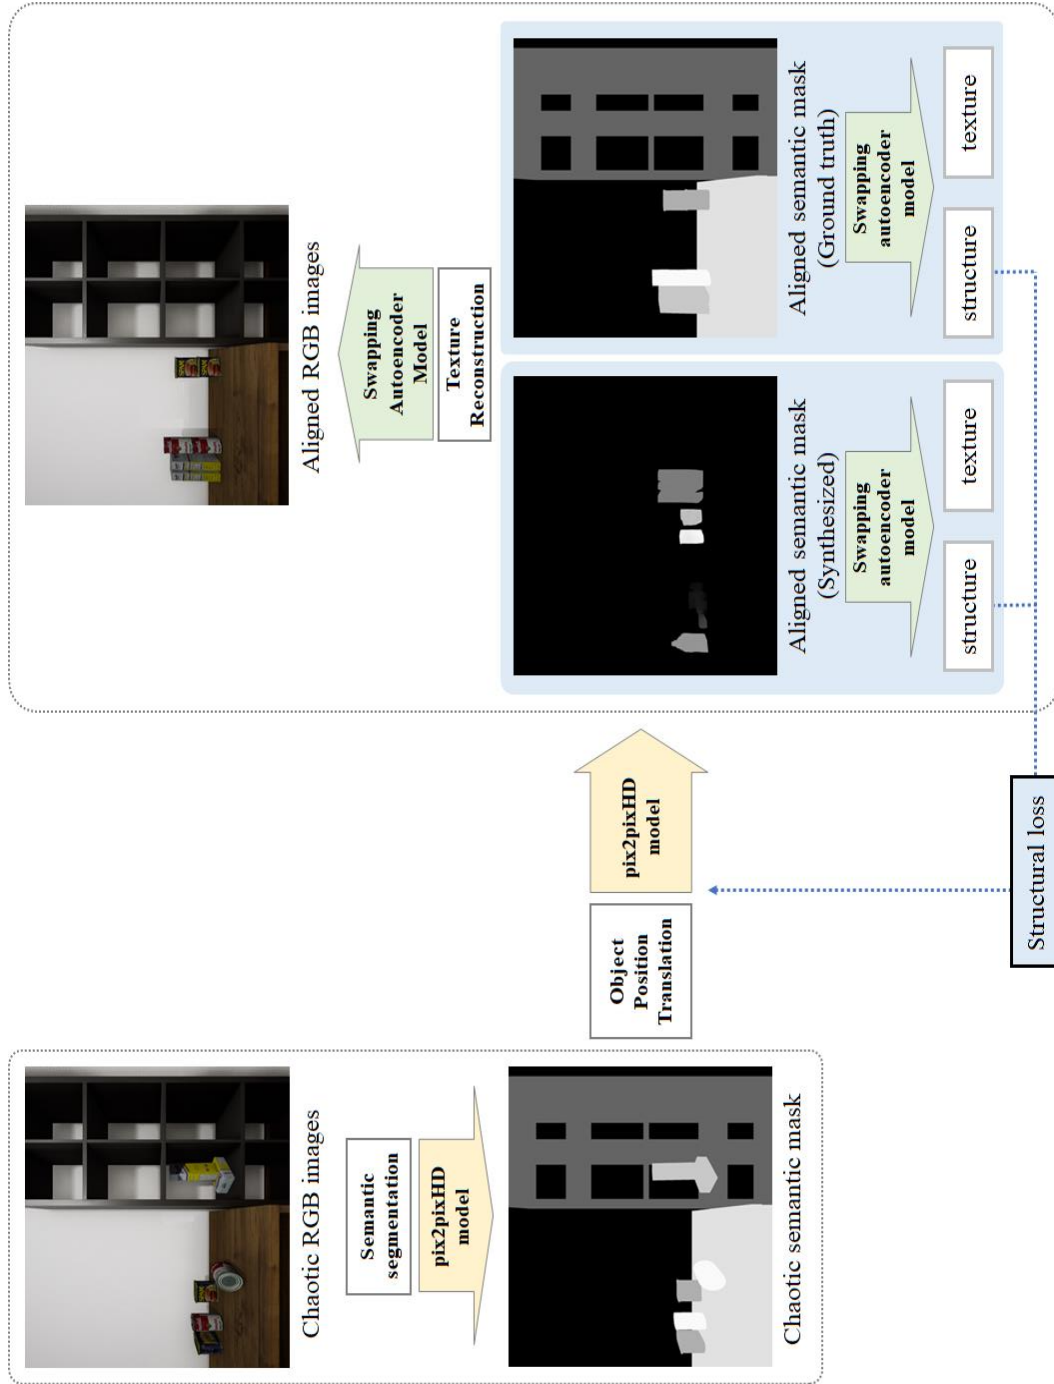 Chaotic RGB images
Semantic
segmentation
pix2pixHD
model
Chaotic semantic mask
Object
Position
Translation
pix2pixHD
model
Structural loss
Aligned RGB images
Swapping
Autoencoder
Model
Texture
Reconstruction
Aligned semantic mask
(Synthesized)
Swapping
autoencoder
model
structure
texture
Aligned semantic mask
(Ground truth)
Swapping
autoencoder
model
structure
texture